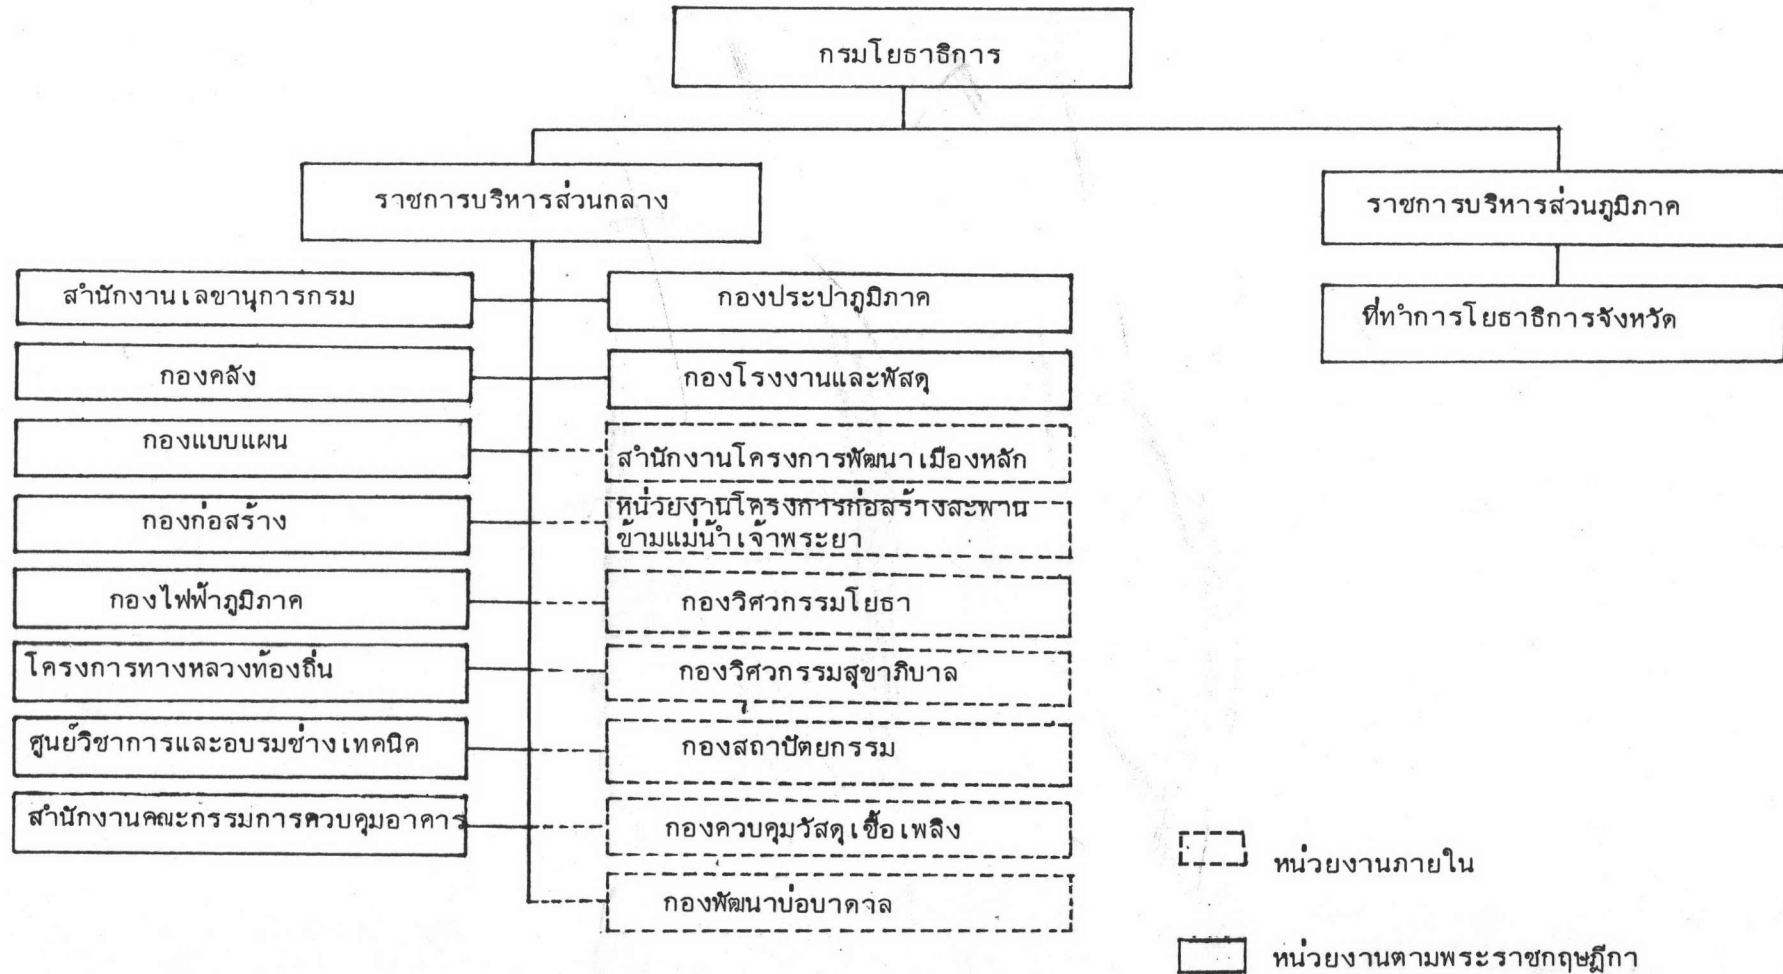 กรมโยธาธิการ
ราชการบริหารส่วนกลาง
ราชการบริหารส่วนภูมิภาค
สำนักงานเลขานุการกรม
กองประปาภูมิภาค
ที่ทำการโยธาธิการจังหวัด
กองคลัง
กองโรงงานและพัสดุ
กองแบบแผน
สำนักงานโครงการพัฒนาเมืองหลัก
กองก่อสร้าง
หน่วยงานโครงการก่อสร้างสะพาน
ข้ามแม่น้ำเจ้าพระยา
กองไฟฟ้าภูมิภาค
กองวิศวกรรมโยธา
โครงการทางหลวงท้องถิ่น
กองวิศวกรรมสุขาภิบาล
ศูนย์วิชาการและอบรมช่างเทคนิค
กองสถาปัตยกรรม
สำนักงานคณะกรรมการควบคุมอาคาร
กองควบคุมวัสดุเชื้อเพลิง
หน่วยงานภายใน
กองพัฒนาบ่อบาดาล
หน่วยงานตามพระราชกฤษฎีกา